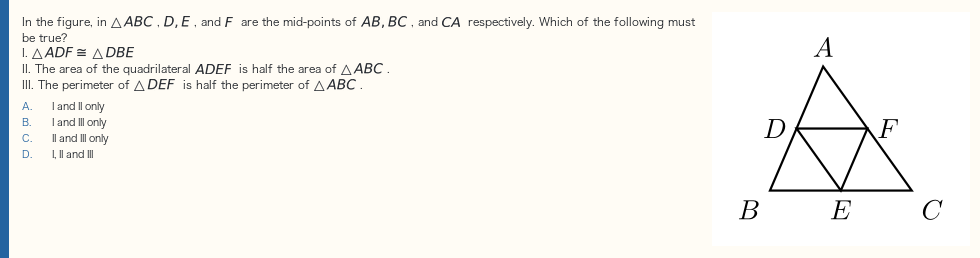 In the figure, in △ABC , D, E , and F are the mid-points of AB, BC , and CA respectively. Which of the following must
be true?
I. △ADF ≅ △DBE
II. The area of the quadrilateral ADEF is half the area of △ABC .
III. The perimeter of △DEF is half the perimeter of △ABC .
A. I and II only
B. I and III only
C. II and III only
D. I, II and III
A
D F
B E C